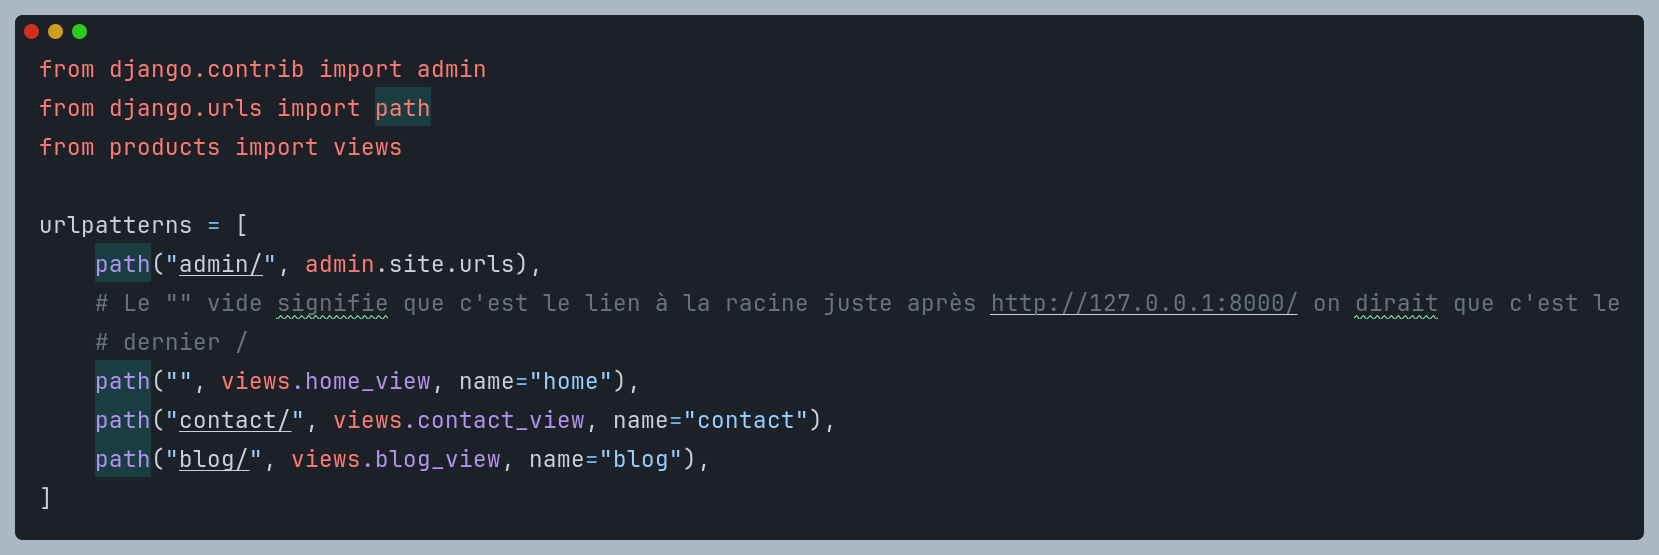 from django.contrib import admin
from django.urls import path
from products import views
urlpatterns = [
    path("admin/", admin.site.urls),
    # Le "" vide signifie que c'est le lien à la racine juste après http://127.0.0.1:8000/ on dirait que c'est le
    # dernier /
    path("", views.home_view, name="home"),
    path("contact/", views.contact_view, name="contact"),
    path("blog/", views.blog_view, name="blog"),
]